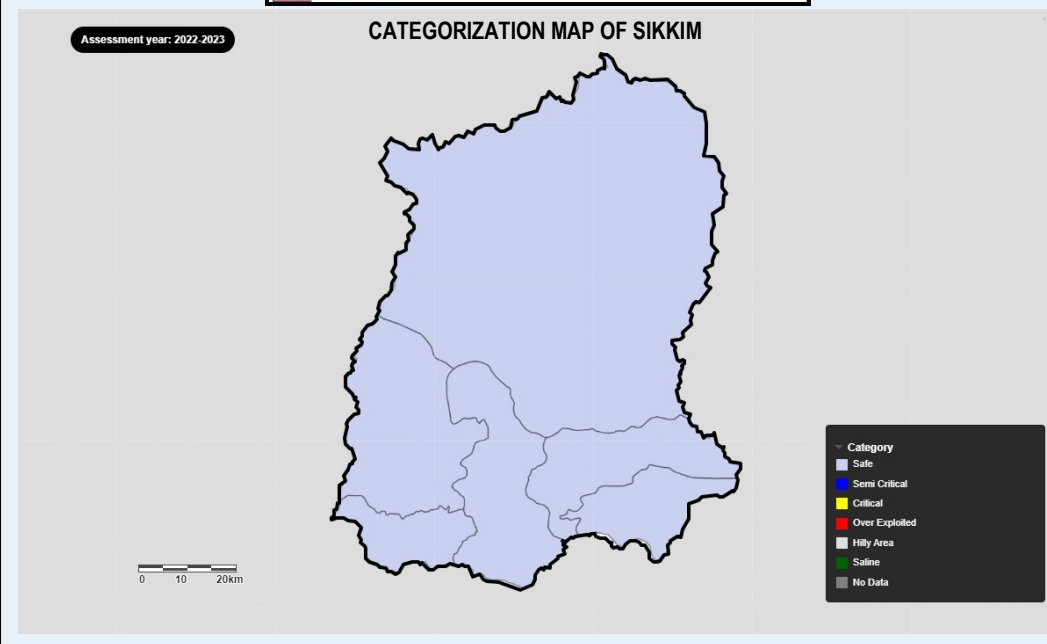 CATEGORIZATION MAP OF SIKKIM
Assessment year: 2022-2023
Category
Safe
Semi Critical
Critical
Over Exploited
Hilly Area
Saline
No Data
0 10 20km